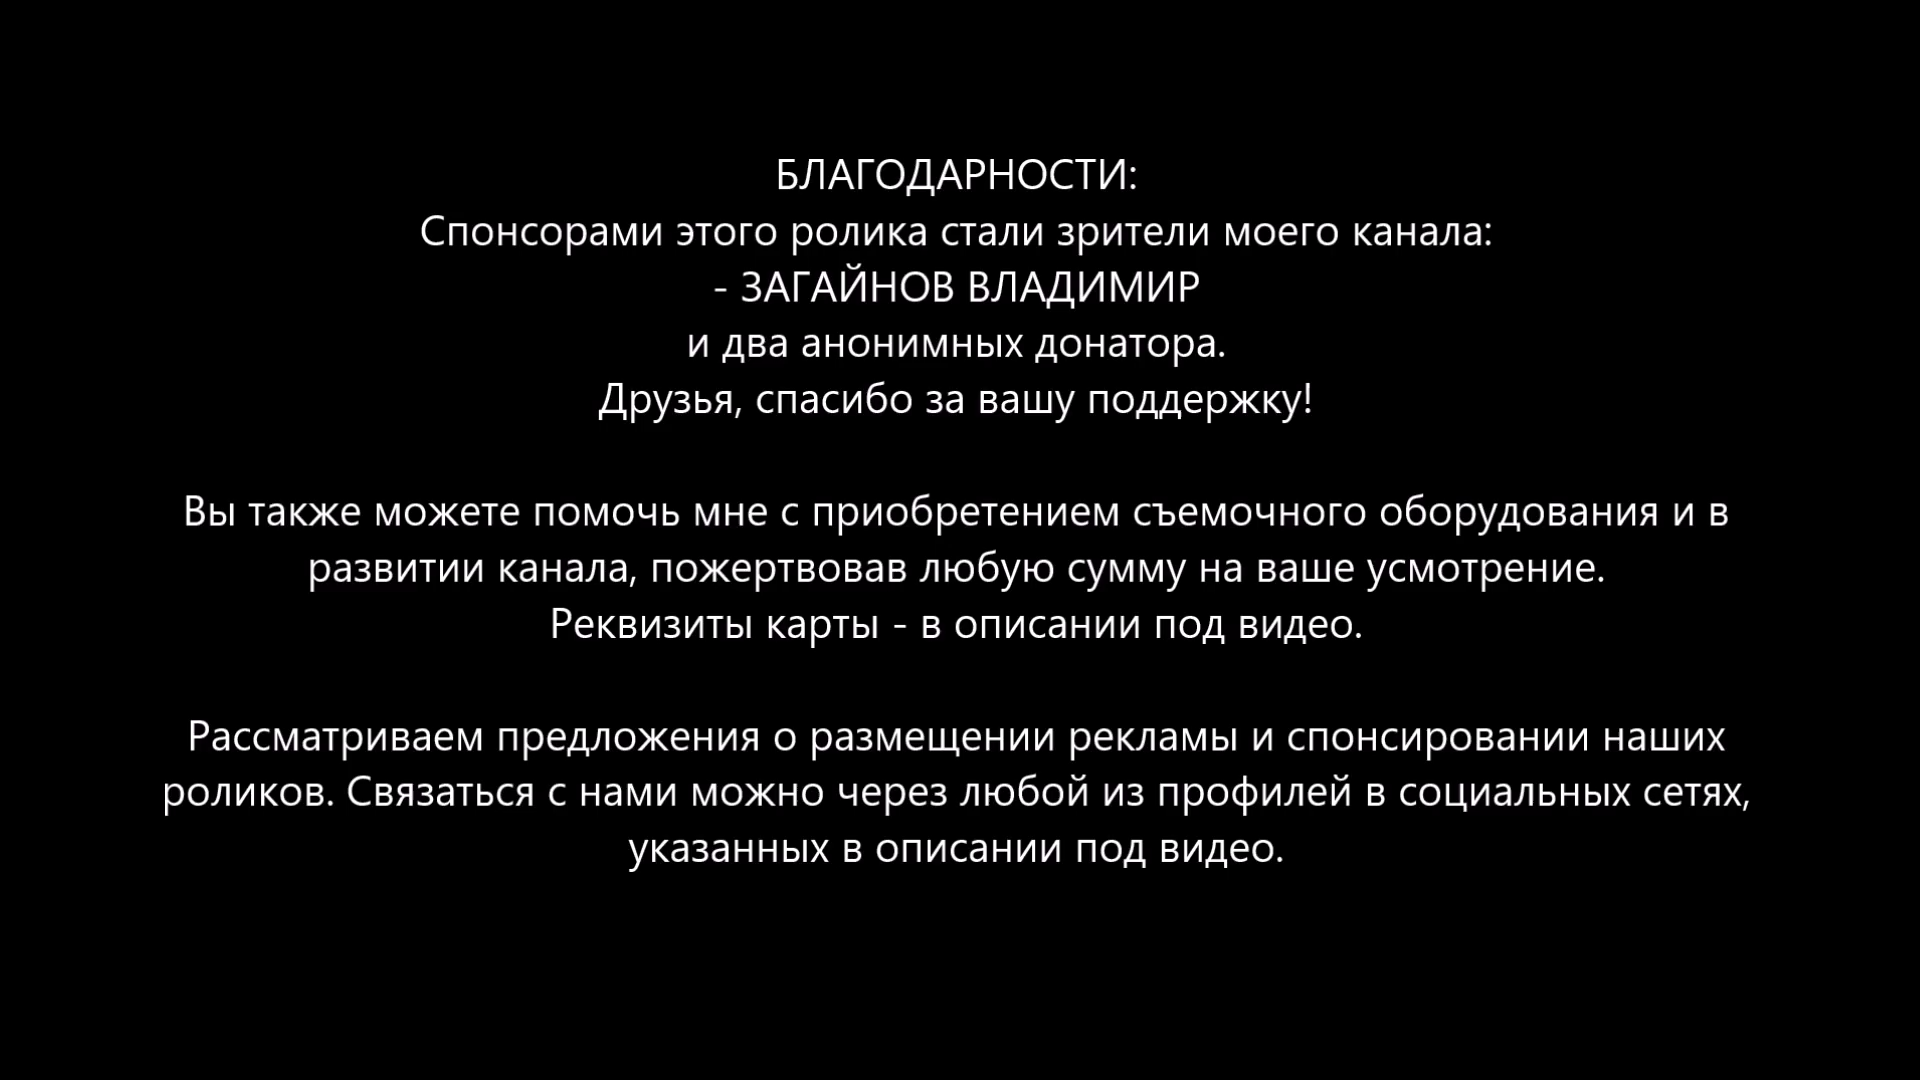 БЛАГОДАРНОСТИ:
Спонсорами этого ролика стали зрители моего канала:
- ЗАГАЙНОВ ВЛАДИМИР
и два анонимных донатора.
Друзья, спасибо за вашу поддержку!
Вы также можете помочь мне с приобретением съемочного оборудования и в
развитии канала, пожертвовав любую сумму на ваше усмотрение.
Реквизиты карты - в описании под видео.
Рассматриваем предложения о размещении рекламы и спонсировании наших
роликов. Связаться с нами можно через любой из профилей в социальных сетях,
указанных в описании под видео.